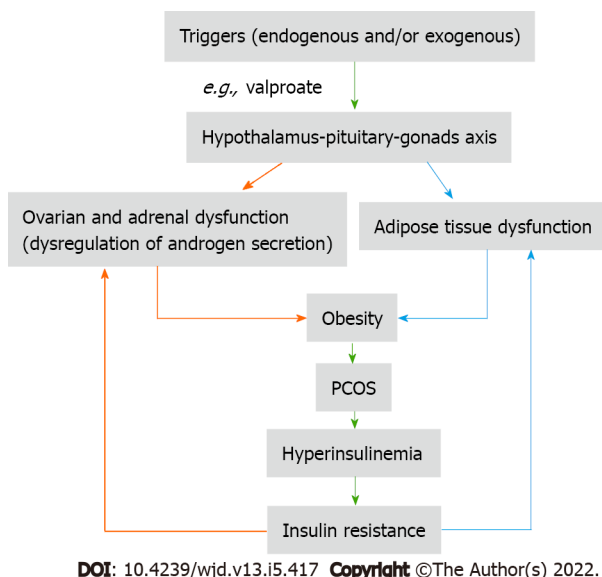 Triggers (endogenous and/or exogenous)
e.g., valproate
Hypothalamus-pituitary-gonads axis
Ovarian and adrenal dysfunction
(dysregulation of androgen secretion)
Adipose tissue dysfunction
Obesity
PCOS
Hyperinsulinemia
Insulin resistance
DOI: 10.4239/wjd.v13.i5.417 Copyright ©The Author(s) 2022.